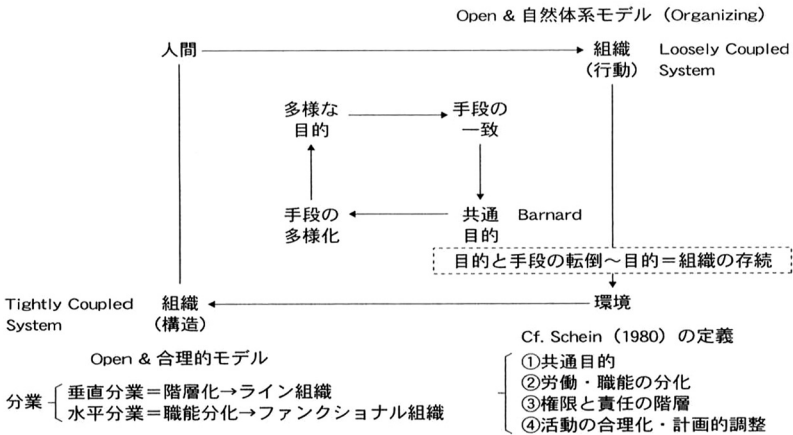 Open & 自然体系モデル（Organizing）
人間
組織
（行動）
Loosely Coupled
System
多様な
目的
手段の
一致
手段の
多様化
共通
目的
Barnard
目的と手段の転倒～目的＝組織の存続
Tightly Coupled
System
組織
（構造）
環境
Open & 合理的モデル
分業
垂直分業＝階層化→ライン組織
水平分業＝職能分化→ファンクショナル組織
Cf. Schein（1980）の定義
①共通目的
②労働・職能の分化
③権限と責任の階層
④活動の合理化・計画的調整